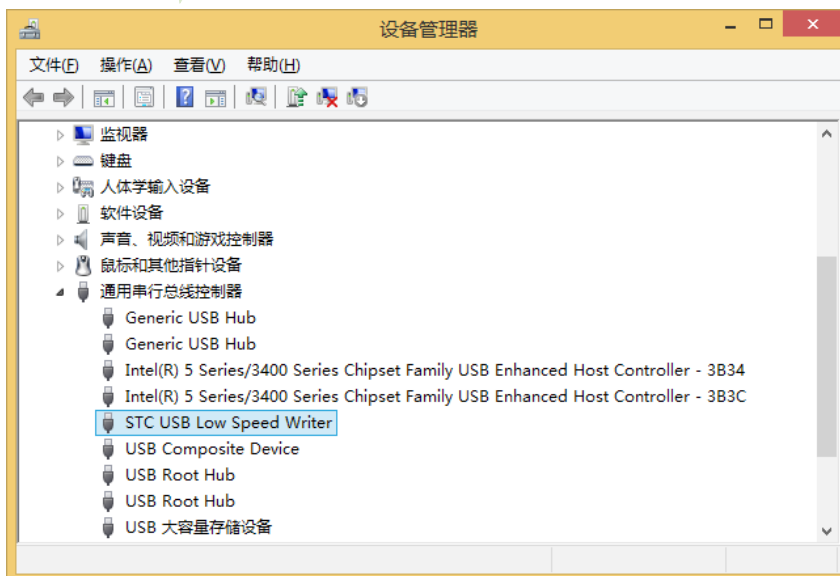 设备管理器
文件(F) 操作(A) 查看(V) 帮助(H)
监视器
键盘
人体学输入设备
软件设备
声音、视频和游戏控制器
鼠标和其他指针设备
通用串行总线控制器
Generic USB Hub
Generic USB Hub
Intel(R) 5 Series/3400 Series Chipset Family USB Enhanced Host Controller - 3B34
Intel(R) 5 Series/3400 Series Chipset Family USB Enhanced Host Controller - 3B3C
STC USB Low Speed Writer
USB Composite Device
USB Root Hub
USB Root Hub
USB 大容量存储设备